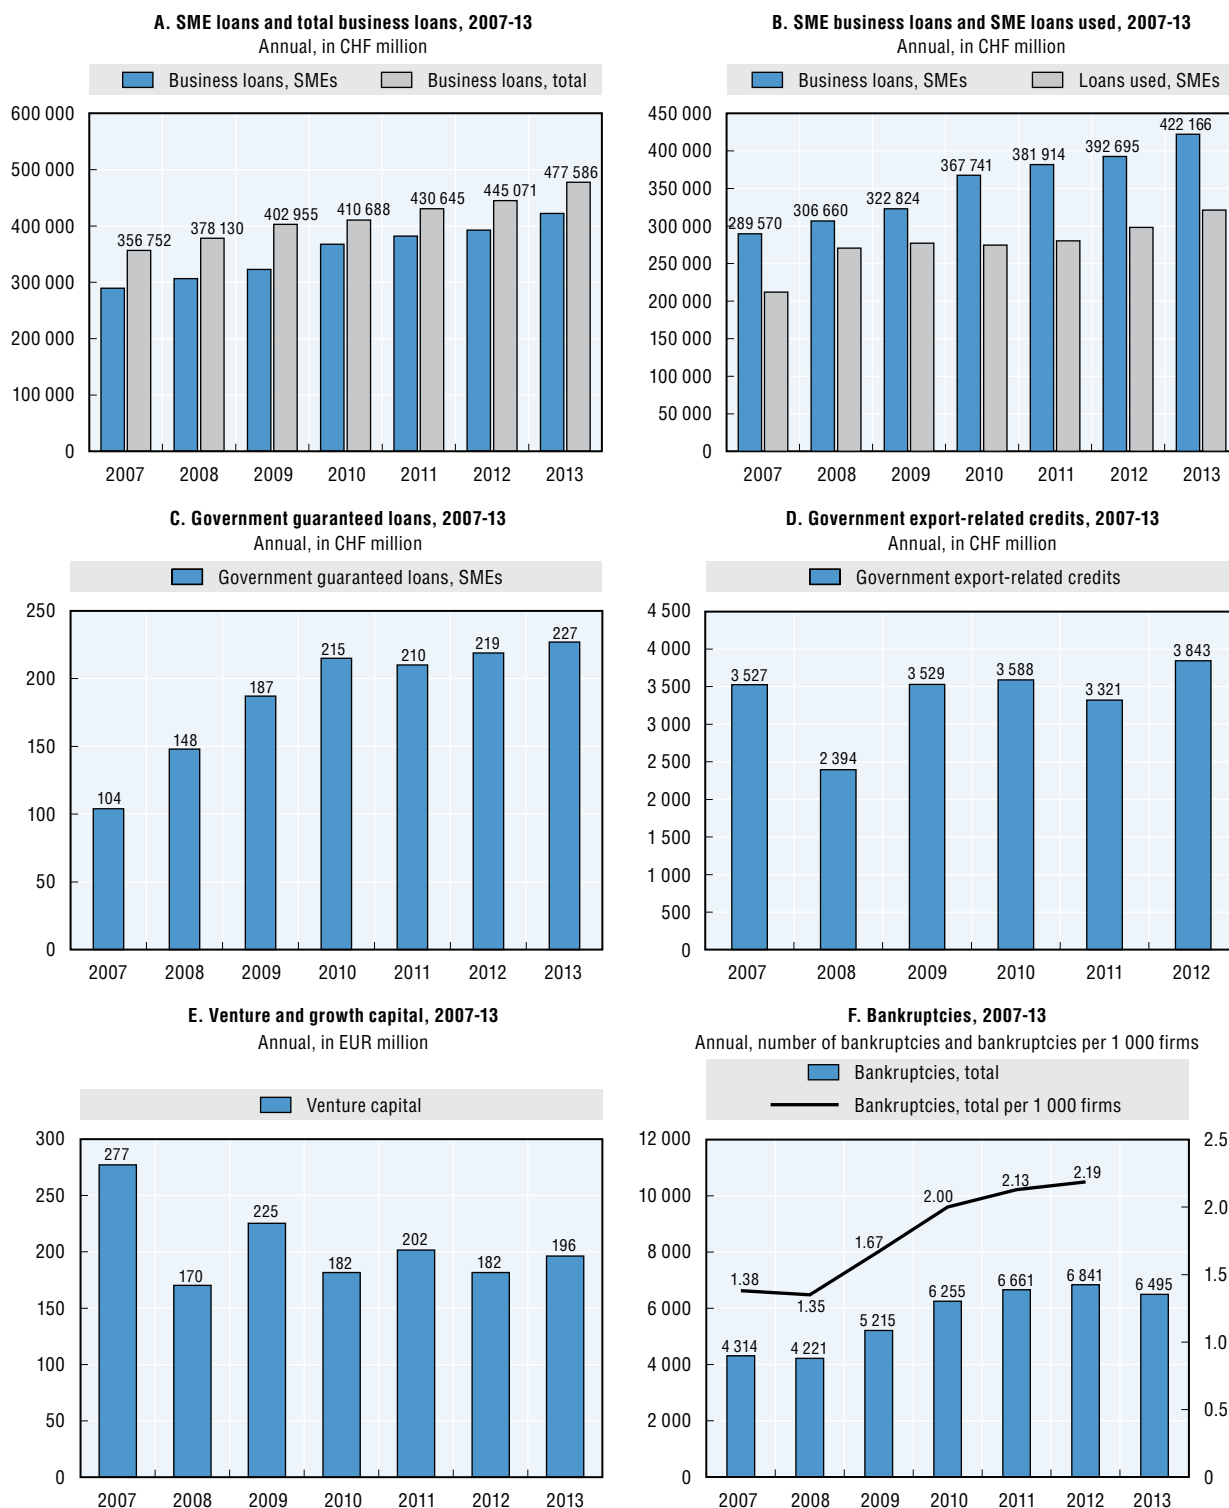 A. SME loans and total business loans, 2007-13
Annual, in CHF million
Business loans, SMEs Business loans, total
600 000
500 000
400 000
300 000
200 000
100 000
0
356 752 378 130 402 955 410 688 430 645 445 071 477 586
2007 2008 2009 2010 2011 2012 2013
B. SME business loans and SME loans used, 2007-13
Annual, in CHF million
Business loans, SMEs Loans used, SMEs
450 000
400 000
350 000
300 000
250 000
200 000
150 000
100 000
50 000
0
289 570 306 660 322 824 367 741 381 914 392 695 422 166
2007 2008 2009 2010 2011 2012 2013
C. Government guaranteed loans, 2007-13
Annual, in CHF million
Government guaranteed loans, SMEs
250
200
150
100
50
0
104 148 187 215 210 219 227
2007 2008 2009 2010 2011 2012 2013
D. Government export-related credits, 2007-13
Annual, in CHF million
Government export-related credits
4 500
4 000
3 500
3 000
2 500
2 000
1 500
1 000
500
0
3 527 2 394 3 529 3 588 3 321 3 843
2007 2008 2009 2010 2011 2012
E. Venture and growth capital, 2007-13
Annual, in EUR million
Venture capital
300
250
200
150
100
50
0
277 170 225 182 202 182 196
2007 2008 2009 2010 2011 2012 2013
F. Bankruptcies, 2007-13
Annual, number of bankruptcies and bankruptcies per 1 000 firms
Bankruptcies, total
Bankruptcies, total per 1 000 firms
12 000
10 000
8 000
6 000
4 000
2 000
0
1.38 1.35 1.67 2.00 2.13 2.19
4 314 4 221 5 215 6 255 6 661 6 841 6 495
2.5
2.0
1.5
1.0
0.5
0
2007 2008 2009 2010 2011 2012 2013